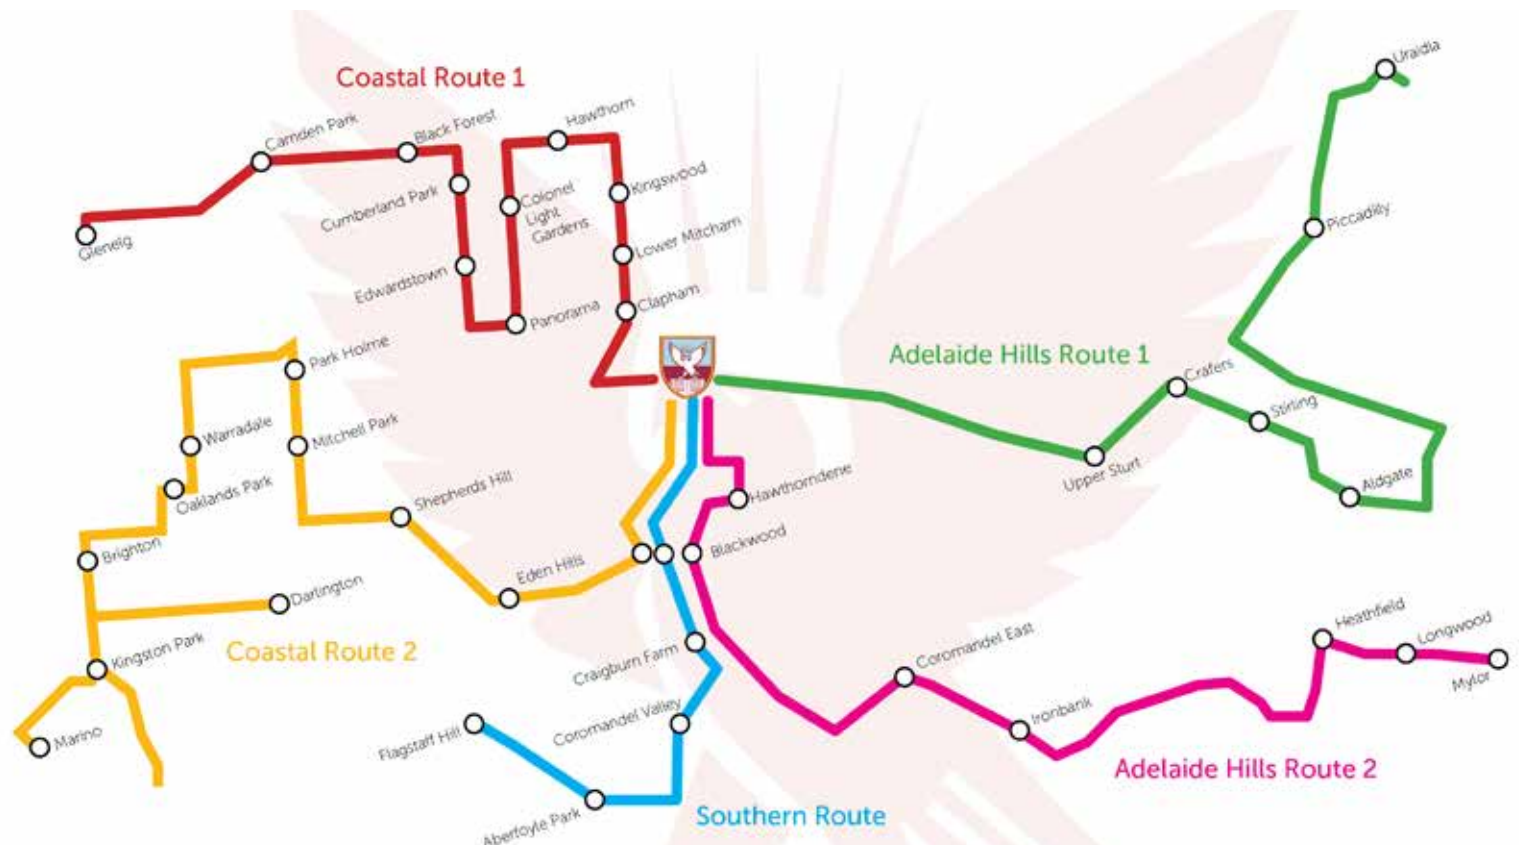 Coastal Route 1
Glenelg
Camden Park
Black Forest
Cumberland Park
Edwardstown
Panorama
Colonel
Light
Gardens
Hawthorn
Kingswood
Lower Mitcham
Clapham
Adelaide Hills Route 1
Uraidla
Piccadilly
Crafers
Stirling
Upper Sturt
Aldgate
Park Holme
Warradale
Mitchell Park
Oaklands Park
Shepherds Hill
Brighton
Eden Hills
Darlington
Kingston Park
Marino
Coastal Route 2
Hawthorndene
Blackwood
Craigburn Farm
Coromandel Valley
Flagstaff Hill
Aberfoyle Park
Southern Route
Coromandel East
Ironbank
Heathfield
Longwood
Mylor
Adelaide Hills Route 2